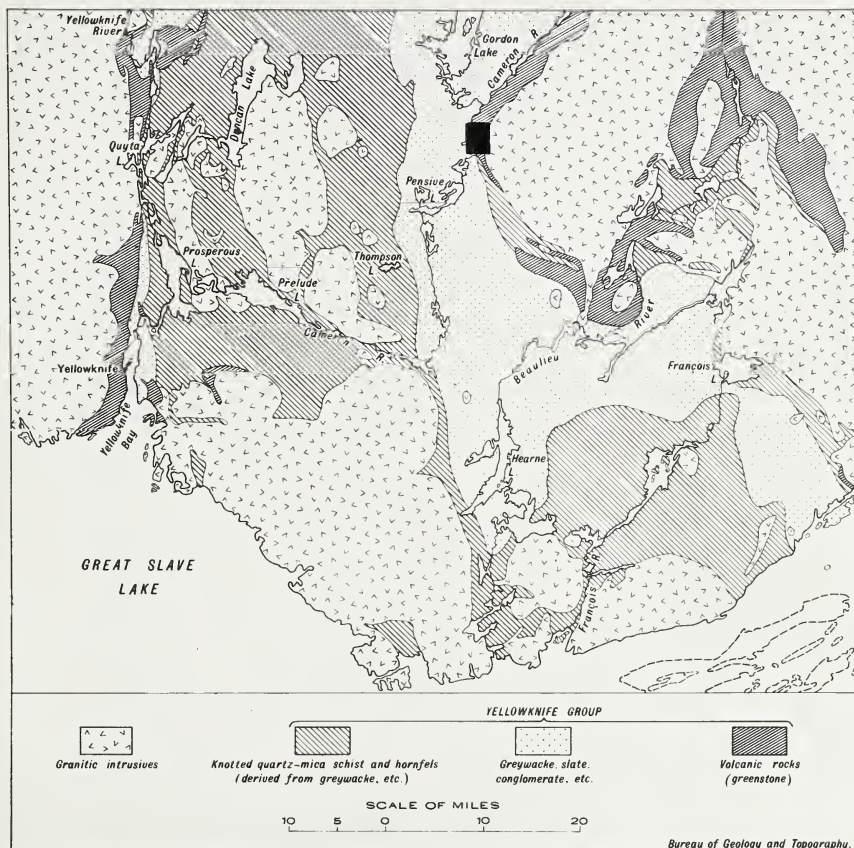 Yellowknife
River
Gordon
Lake
Cameron R.
Duncan Lake
Quyta
L.
Pensive
L.
Prosperous
L.
Thompson
L.
Prelude
L.
Cameron
R.
Beaulieu
River
Yellowknife
François
L.
Yellowknife
Bay
Hearne
L.
GREAT SLAVE
LAKE
François R.
YELLOWKNIFE GROUP
Granitic intrusives
Knotted quartz-mica schist and hornfels
(derived from greywacke, etc.)
Greywacke, slate,
conglomerate, etc.
Volcanic rocks
(greenstone)
SCALE OF MILES
10 5 0 10 20
Bureau of Geology and Topography.